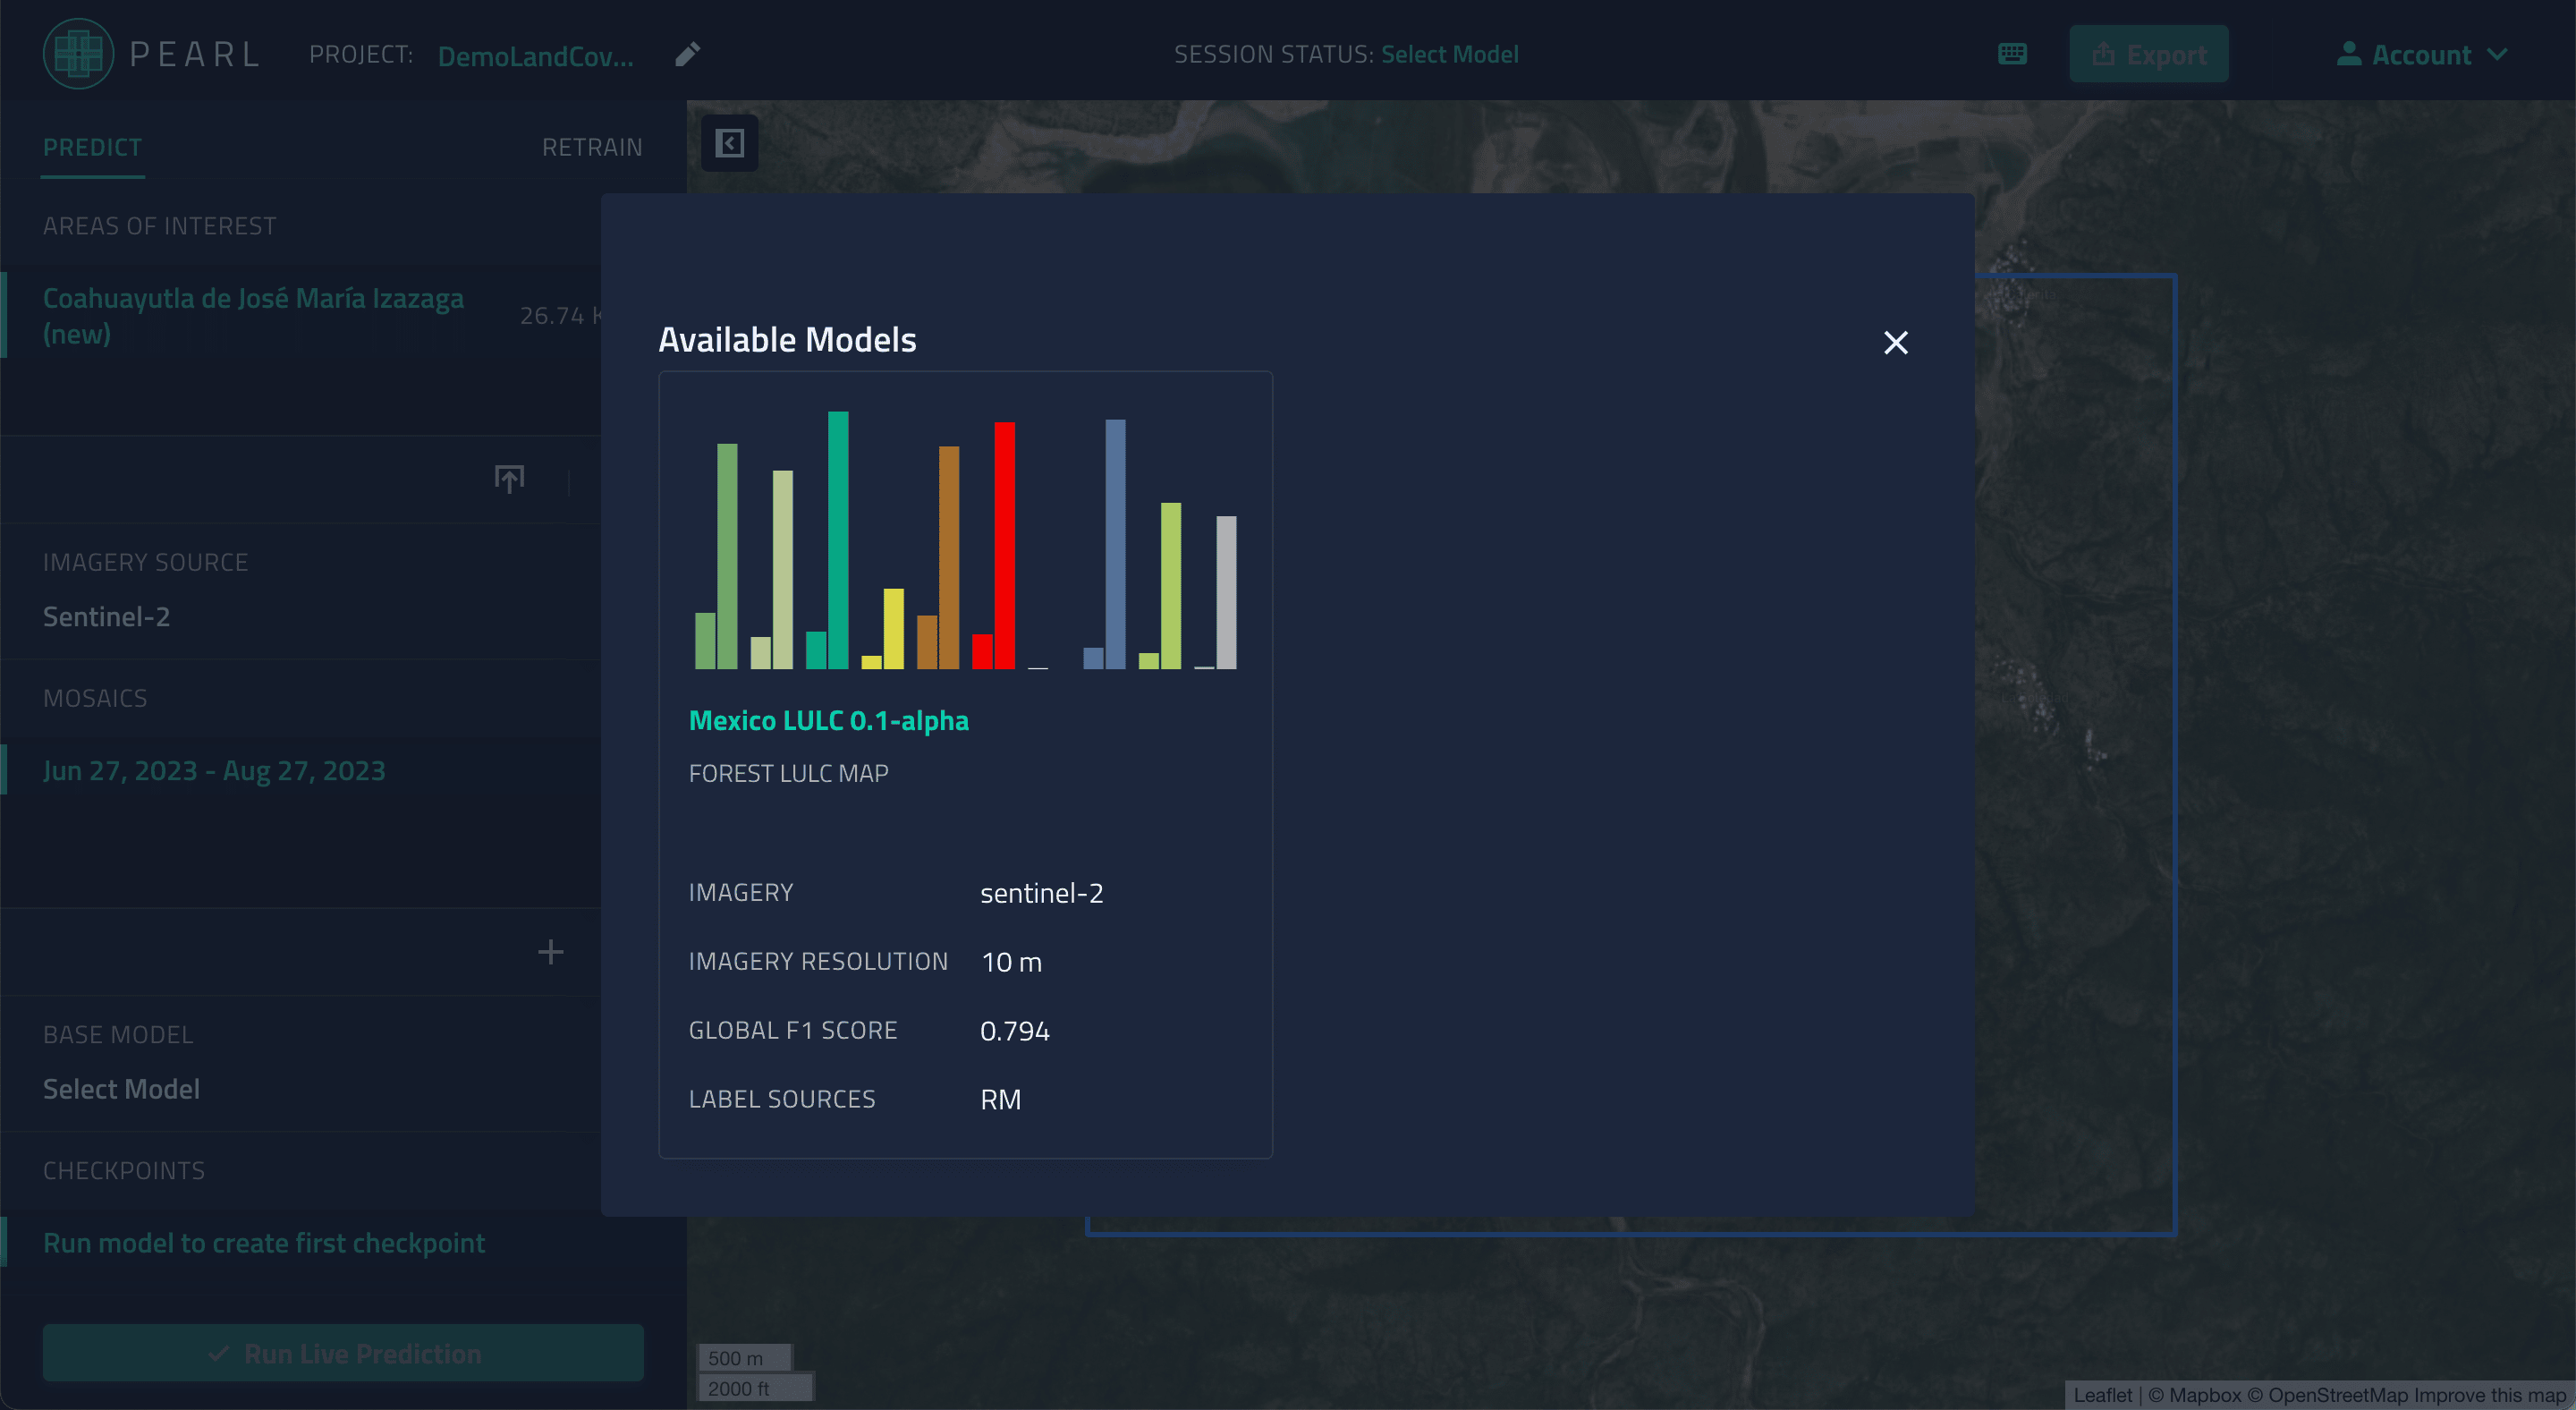 PEARL
PROJECT: DemoLandCov...
SESSION STATUS: Select Model
Export
Account
PREDICT
RETRAIN
AREAS OF INTEREST
Coahuayutla de José María Izazaga
(new)
26.74 K
IMAGERY SOURCE
Sentinel-2
MOSAICS
Jun 27, 2023 - Aug 27, 2023
BASE MODEL
Select Model
CHECKPOINTS
Run model to create first checkpoint
Run Live Prediction
Available Models
Mexico LULC 0.1-alpha
FOREST LULC MAP
IMAGERY sentinel-2
IMAGERY RESOLUTION 10 m
GLOBAL F1 SCORE 0.794
LABEL SOURCES RM
500 m
2000 ft
Leaflet | © Mapbox © OpenStreetMap Improve this map